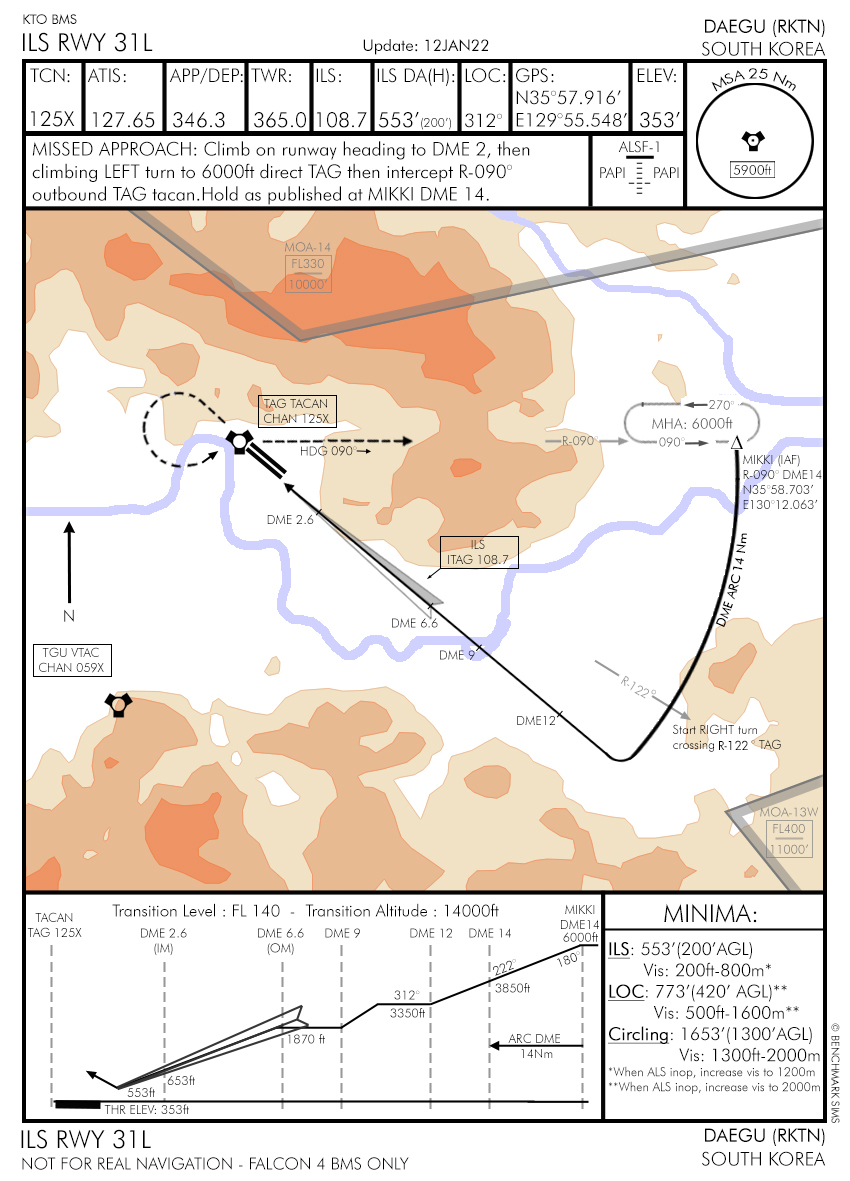 KTO BMS
ILS RWY 31L
Update: 12JAN22
DAEGU (RKTN)
SOUTH KOREA
TCN:
125X
ATIS:
127.65
APP/DEP:
346.3
TWR:
365.0
ILS:
108.7
ILS DA(H):
553’(200’)
LOC:
312°
GPS:
N35°57.916’
E129°55.548’
ELEV:
353’
MSA 25 Nm
5900ft
MISSED APPROACH: Climb on runway heading to DME 2, then
climbing LEFT turn to 6000ft direct TAG then intercept R-090°
outbound TAG tacan.Hold as published at MIKKI DME 14.
ALSF-1
PAPI
PAPI
MOA-14
FL330
10000’
TAG TACAN
CHAN 125X
HDG 090°
R-090°
270°
MHA: 6000ft
090°
MIKKI (IAF)
R-090° DME14
N35°58.703’
E130°12.063’
DME 2.6
ILS
ITAG 108.7
DME ARC 14 Nm
N
DME 6.6
DME 9
TGU VTAC
CHAN 059X
R-122°
DME12
Start RIGHT turn
crossing R-122° TAG
MOA-13W
FL400
11000’
Transition Level : FL 140 - Transition Altitude : 14000ft
TACAN
TAG 125X
DME 2.6
(IM)
DME 6.6
(OM)
DME 9
DME 12
DME 14
MIKKI
DME14
6000ft
180°
222°
3850ft
312°
3350ft
1870 ft
ARC DME
14Nm
653ft
553ft
THR ELEV: 353ft
MINIMA:
ILS: 553’(200’AGL)
Vis: 200ft-800m*
LOC: 773’(420’ AGL)**
Vis: 500ft-1600m**
Circling: 1653’(1300’AGL)
Vis: 1300ft-2000m
*When ALS inop, increase vis to 1200m
**When ALS inop, increase vis to 2000m
© BENCHMARK SIMS
ILS RWY 31L
NOT FOR REAL NAVIGATION - FALCON 4 BMS ONLY
DAEGU (RKTN)
SOUTH KOREA